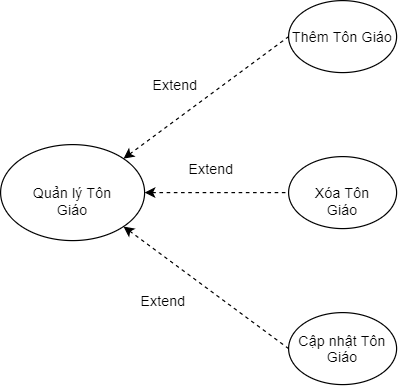 Thêm Tôn Giáo
Extend
Extend
Quản lý Tôn
Giáo
Xóa Tôn
Giáo
Extend
Cập nhật Tôn
Giáo